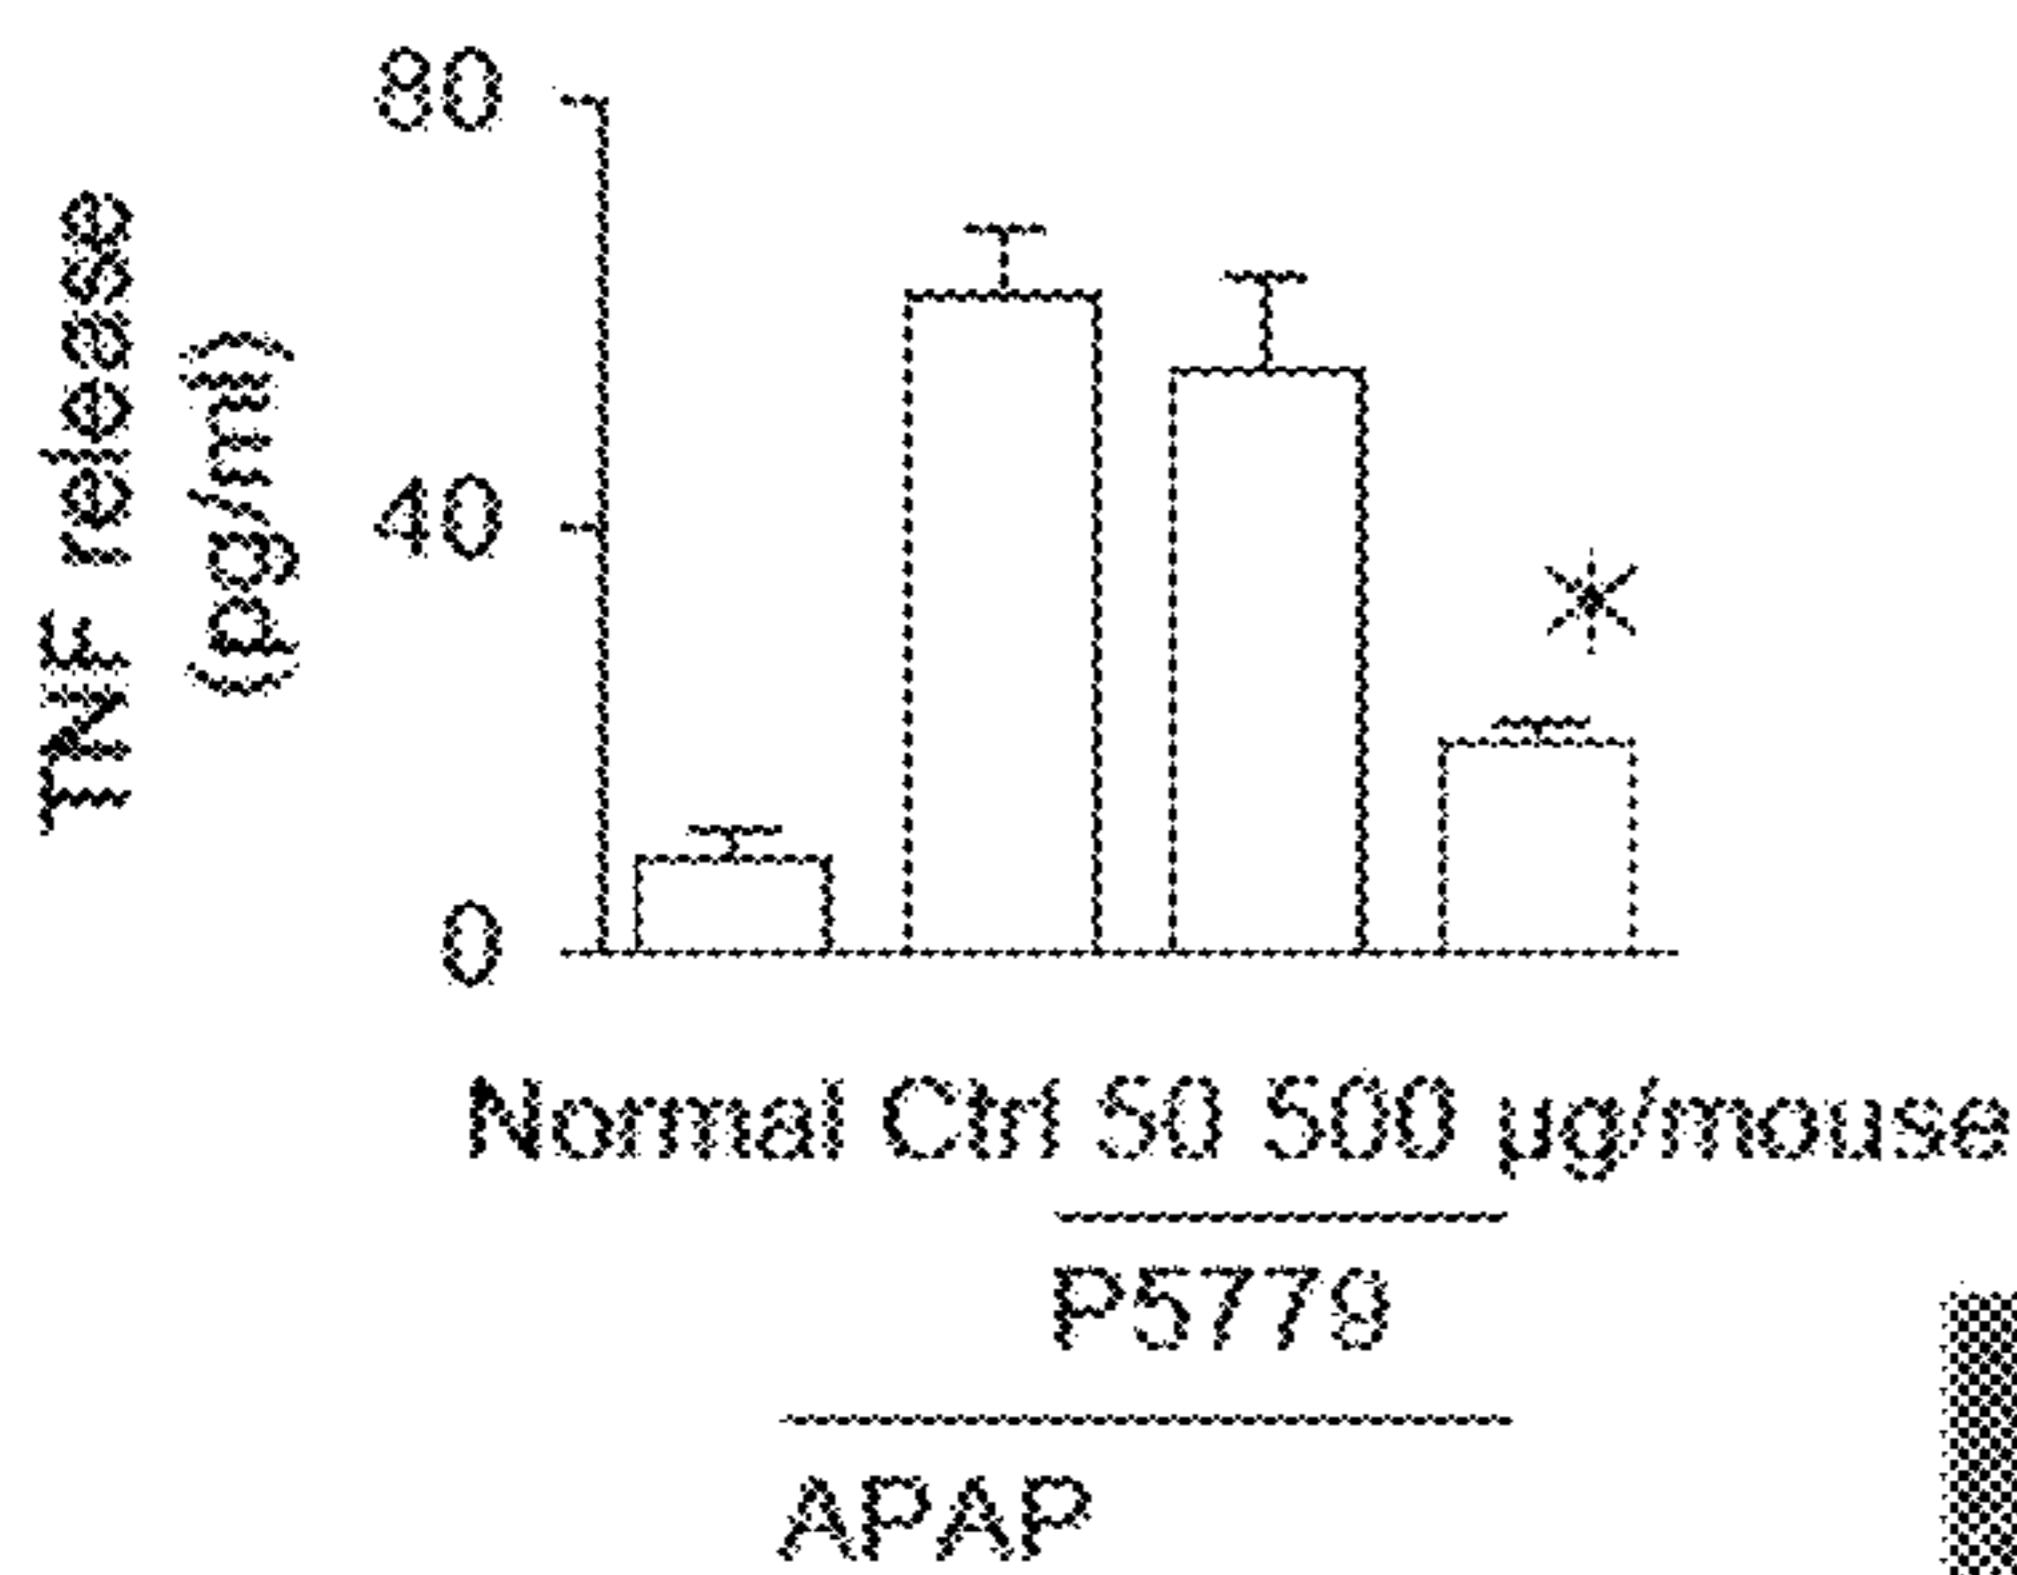 TNF release
(pg/ml)
80
40
0
*
Normal Ctrl 50 500 µg/mouse
P5779
APAP